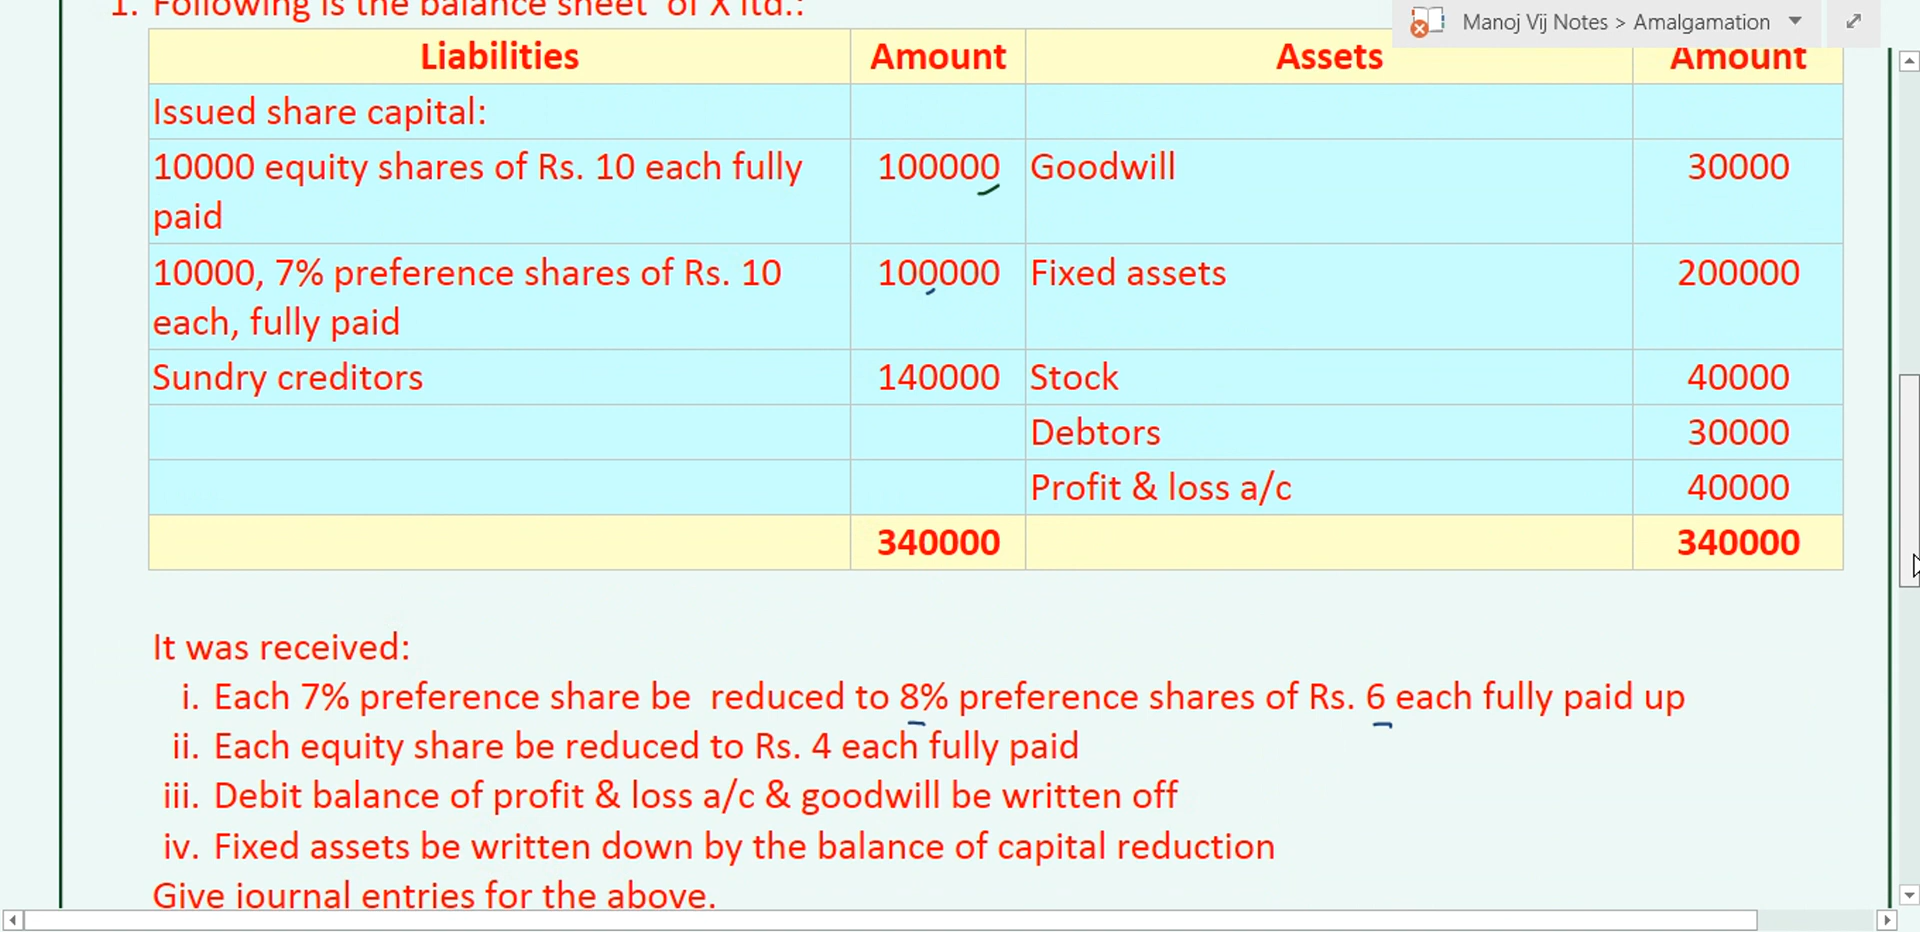 1. Following is the balance sheet of X ltd.:
Manoj Vij Notes > Amalgamation
Liabilities Amount Assets Amount
Issued share capital:
10000 equity shares of Rs. 10 each fully paid 100000 Goodwill 30000
10000, 7% preference shares of Rs. 10 each, fully paid 100000 Fixed assets 200000
Sundry creditors 140000 Stock 40000
Debtors 30000
Profit & loss a/c 40000
340000 340000
It was received:
i. Each 7% preference share be reduced to 8% preference shares of Rs. 6 each fully paid up
ii. Each equity share be reduced to Rs. 4 each fully paid
iii. Debit balance of profit & loss a/c & goodwill be written off
iv. Fixed assets be written down by the balance of capital reduction
Give journal entries for the above.